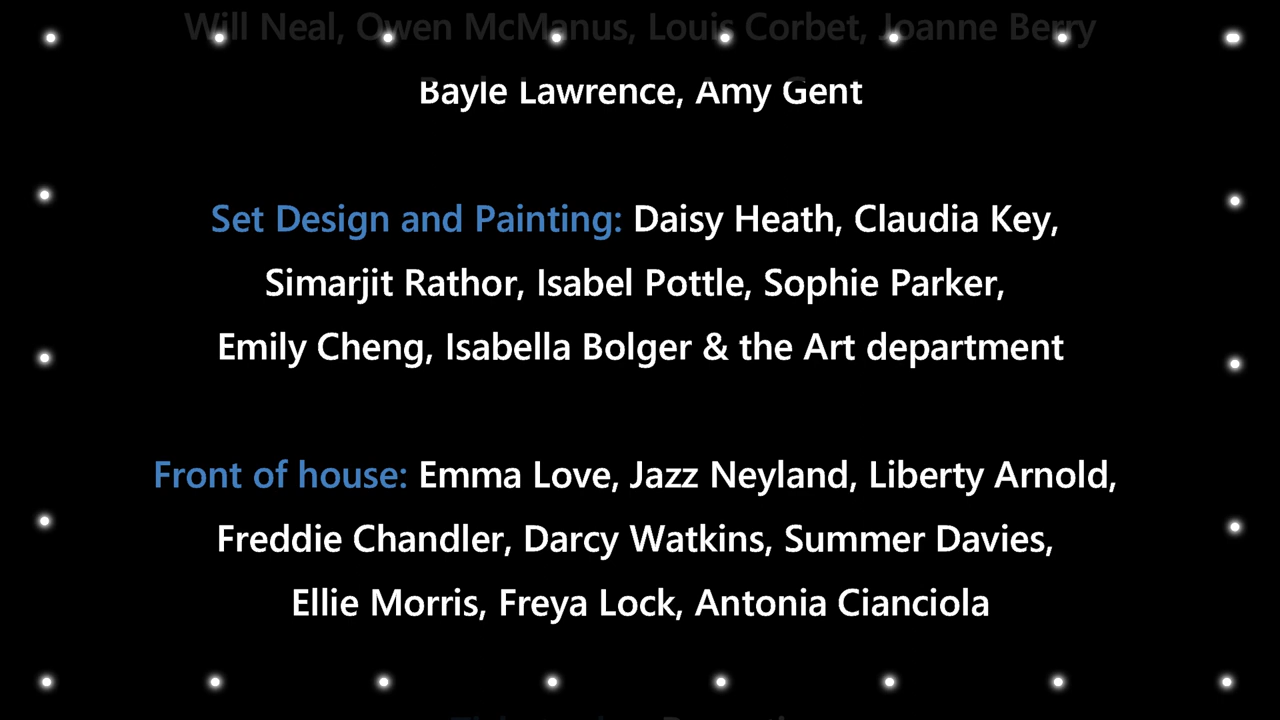 Will Neal, Owen McManus, Louis Corbet, Joanne Berry
Bayle Lawrence, Amy Gent
Set Design and Painting: Daisy Heath, Claudia Key,
Simarjit Rathor, Isabel Pottle, Sophie Parker,
Emily Cheng, Isabella Bolger & the Art department
Front of house: Emma Love, Jazz Neyland, Liberty Arnold,
Freddie Chandler, Darcy Watkins, Summer Davies,
Ellie Morris, Freya Lock, Antonia Cianciola